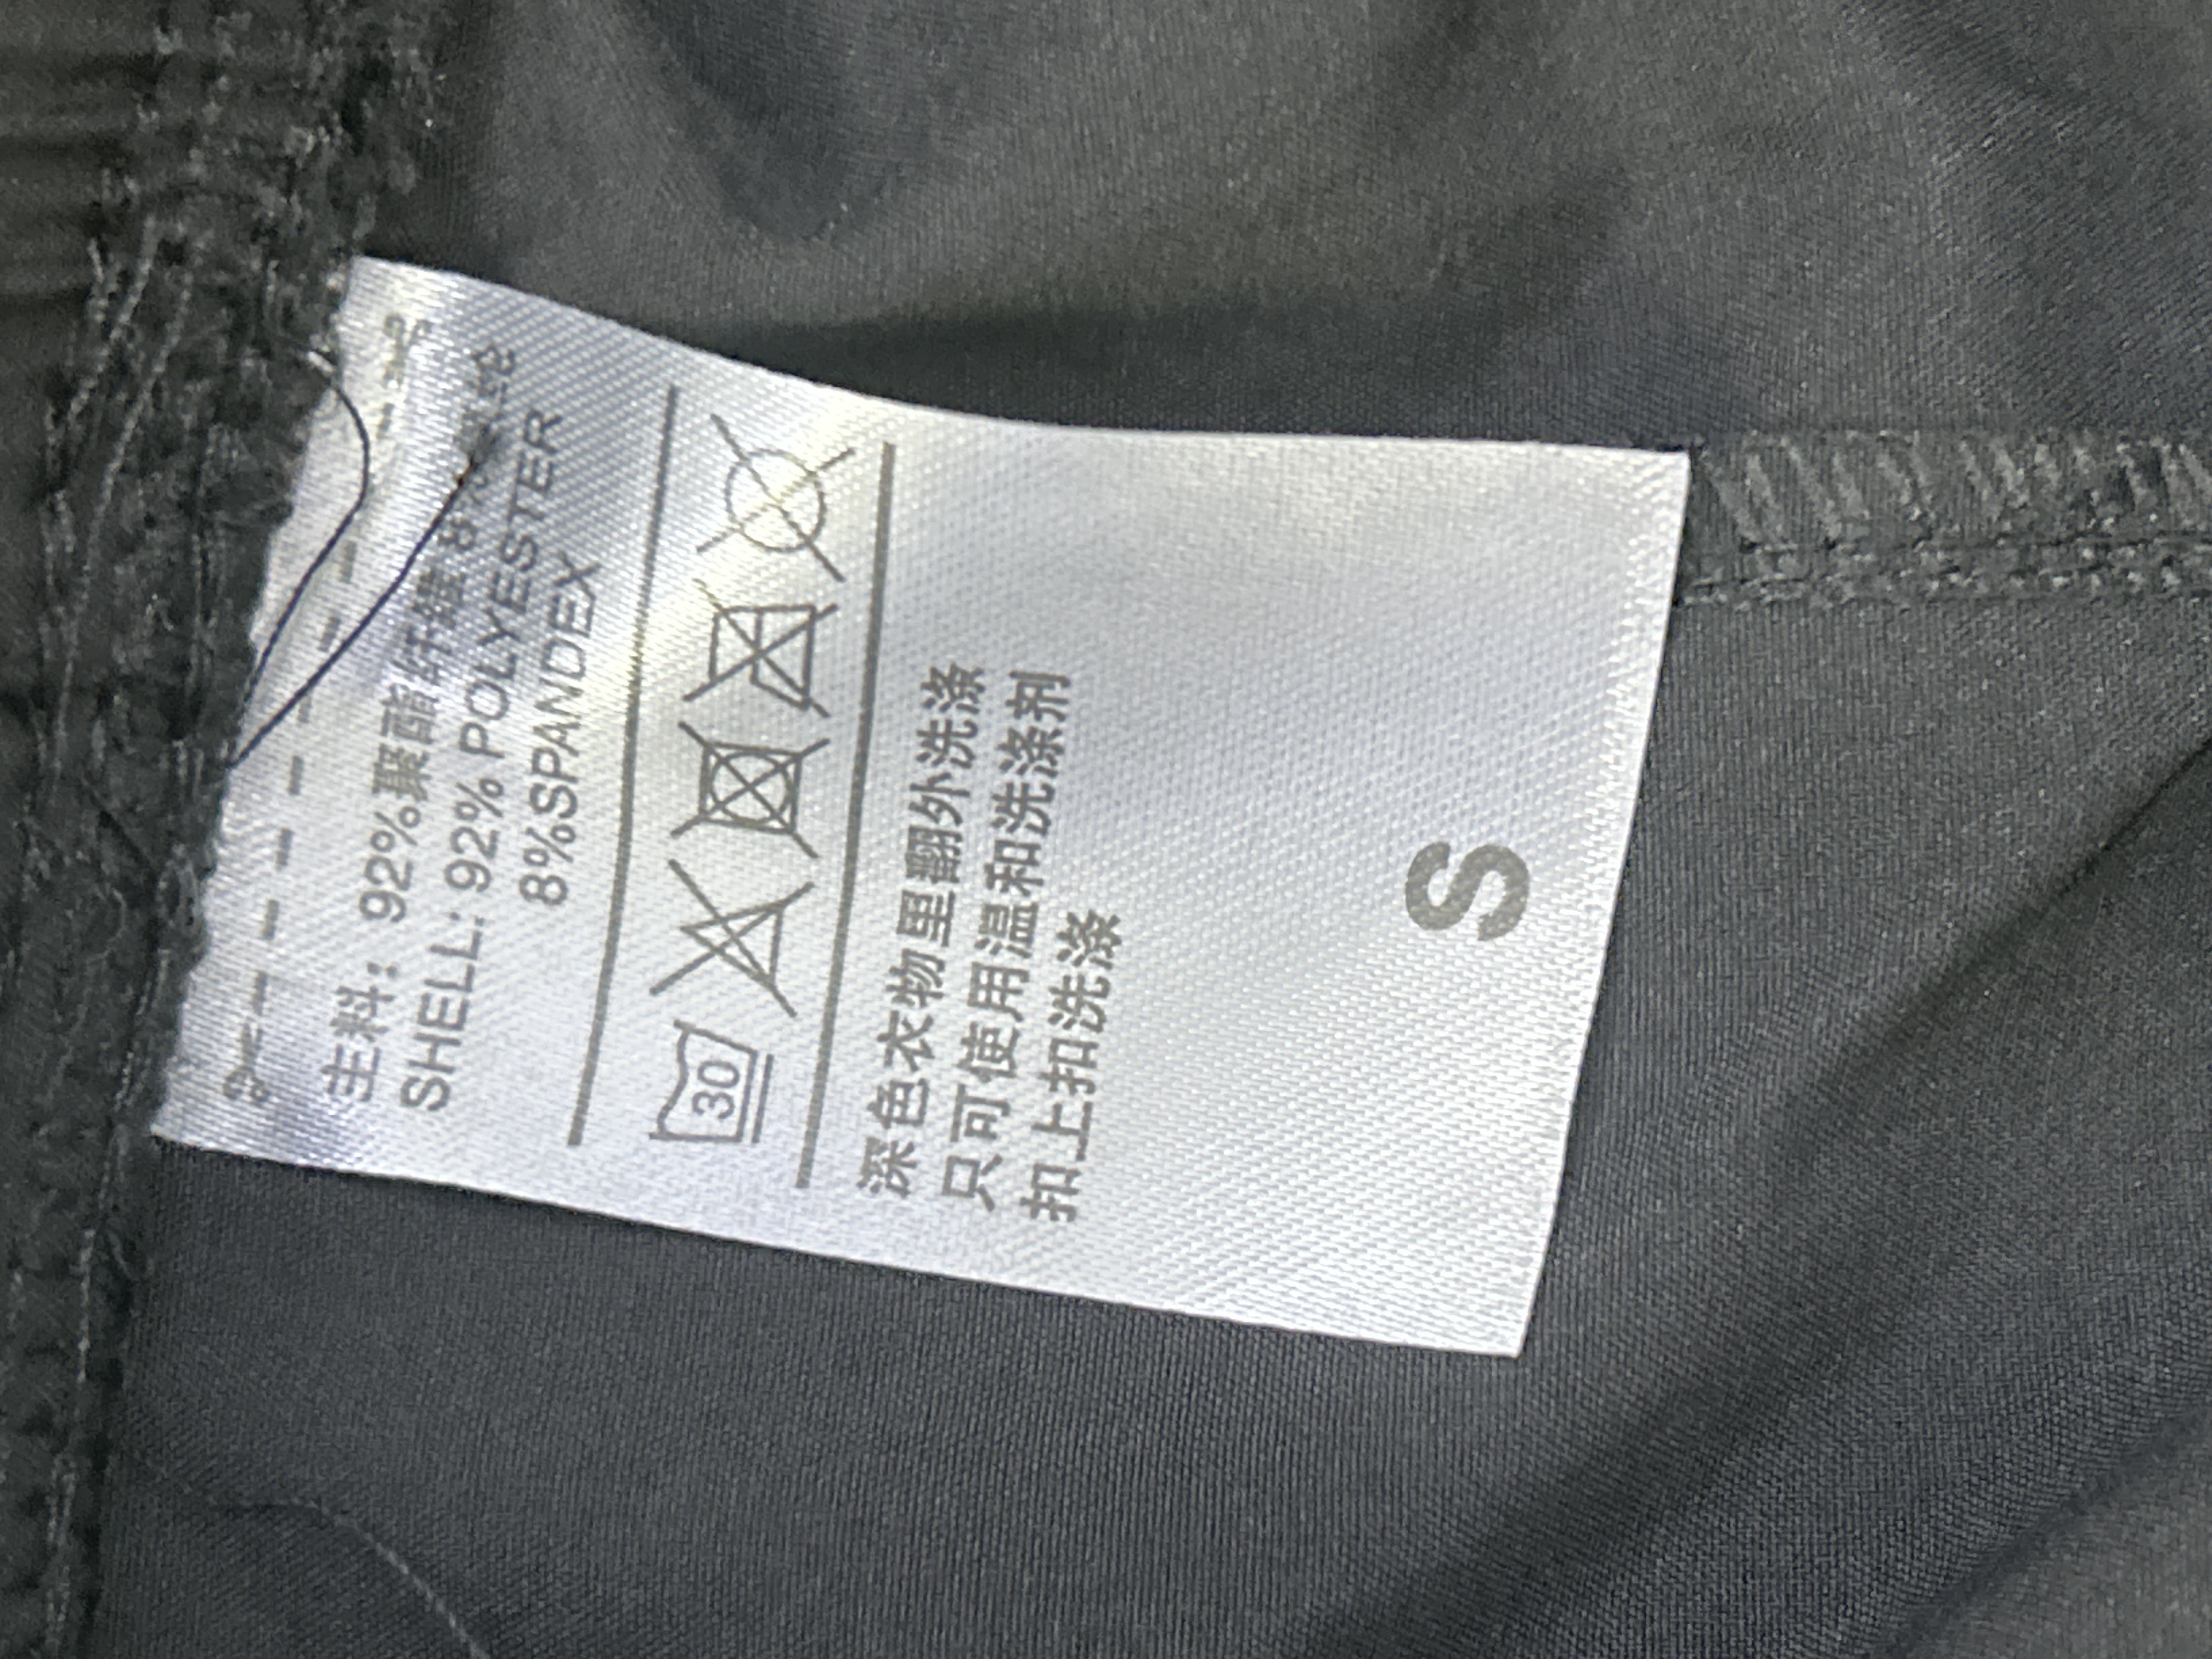 主料: 92%聚酯纤维 8%
SHELL: 92% POLYESTER
8%SPANDEX
30
深色衣物里翻外洗涤
只可使用温和洗涤剂
扣上扣洗涤
S